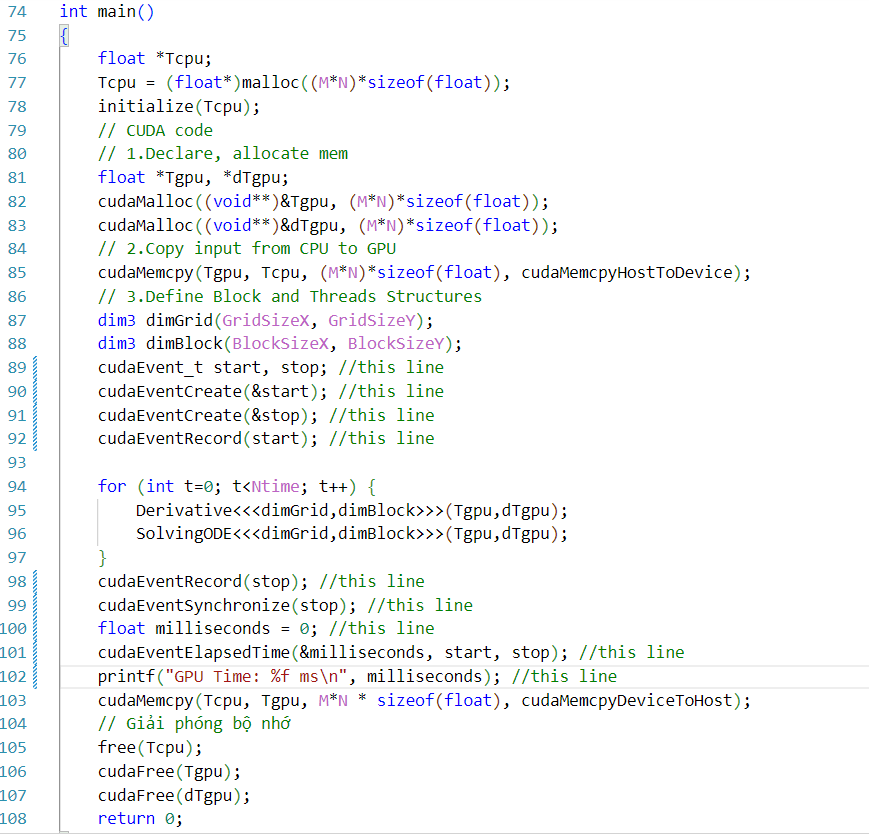 74 int main()
75 {
76 float *Tcpu;
77 Tcpu = (float*)malloc((M*N)*sizeof(float));
78 initialize(Tcpu);
79 // CUDA code
80 // 1.Declare, allocate mem
81 float *Tgpu, *dTgpu;
82 cudaMalloc((void**)&Tgpu, (M*N)*sizeof(float));
83 cudaMalloc((void**)&dTgpu, (M*N)*sizeof(float));
84 // 2.Copy input from CPU to GPU
85 cudaMemcpy(Tgpu, Tcpu, (M*N)*sizeof(float), cudaMemcpyHostToDevice);
86 // 3.Define Block and Threads Structures
87 dim3 dimGrid(GridSizeX, GridSizeY);
88 dim3 dimBlock(BlockSizeX, BlockSizeY);
89 cudaEvent_t start, stop; //this line
90 cudaEventCreate(&start); //this line
91 cudaEventCreate(&stop); //this line
92 cudaEventRecord(start); //this line
93
94 for (int t=0; t<Ntime; t++) {
95 Derivative<<<dimGrid,dimBlock>>>(Tgpu,dTgpu);
96 SolvingODE<<<dimGrid,dimBlock>>>(Tgpu,dTgpu);
97 }
98 cudaEventRecord(stop); //this line
99 cudaEventSynchronize(stop); //this line
100 float milliseconds = 0; //this line
101 cudaEventElapsedTime(&milliseconds, start, stop); //this line
102 printf("GPU Time: %f ms\n", milliseconds); //this line
103 cudaMemcpy(Tcpu, Tgpu, M*N * sizeof(float), cudaMemcpyDeviceToHost);
104 // Giải phóng bộ nhớ
105 free(Tcpu);
106 cudaFree(Tgpu);
107 cudaFree(dTgpu);
108 return 0;